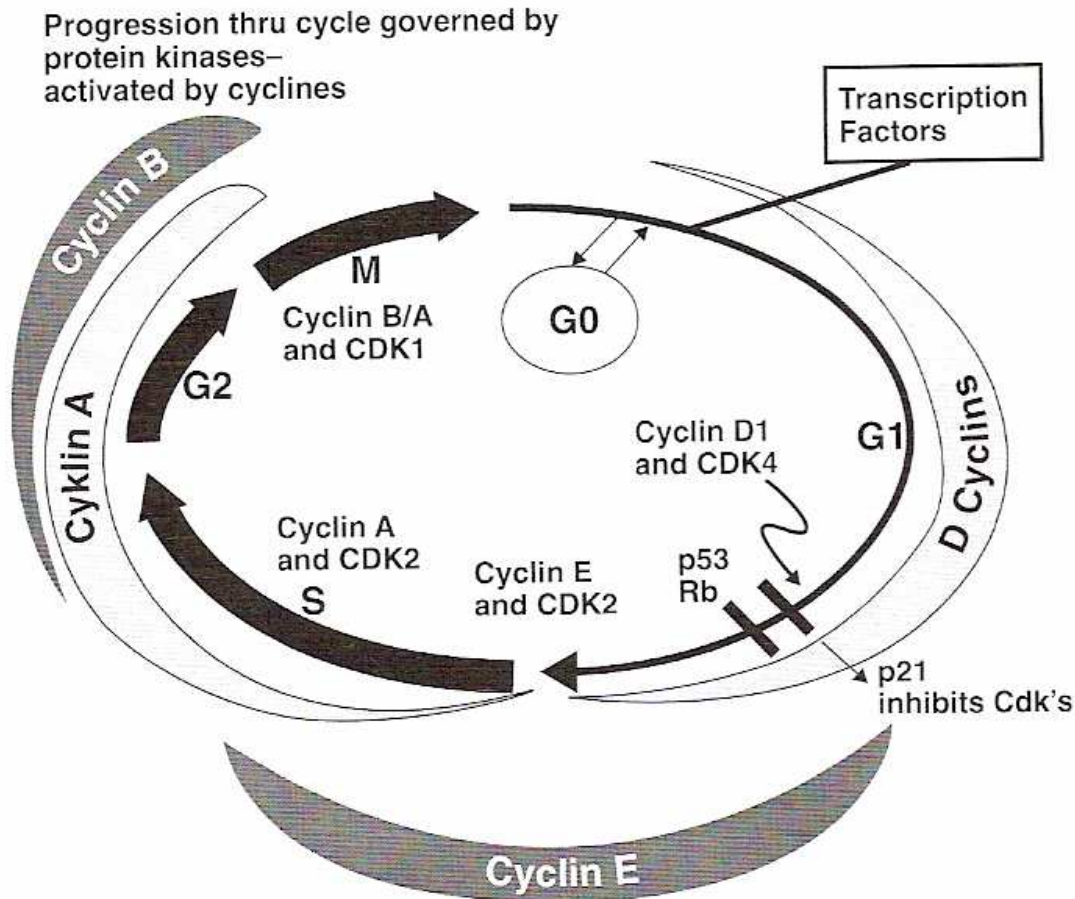 Progression thru cycle governed by
protein kinases–
activated by cyclines
Transcription
Factors
Cyclin B
Cyklin A
M
Cyclin B/A
and CDK1
G0
G2
G1
D Cyclins
Cyclin D1
and CDK4
Cyclin A
and CDK2
S
Cyclin E
and CDK2
p53
Rb
p21
inhibits Cdk's
Cyclin E